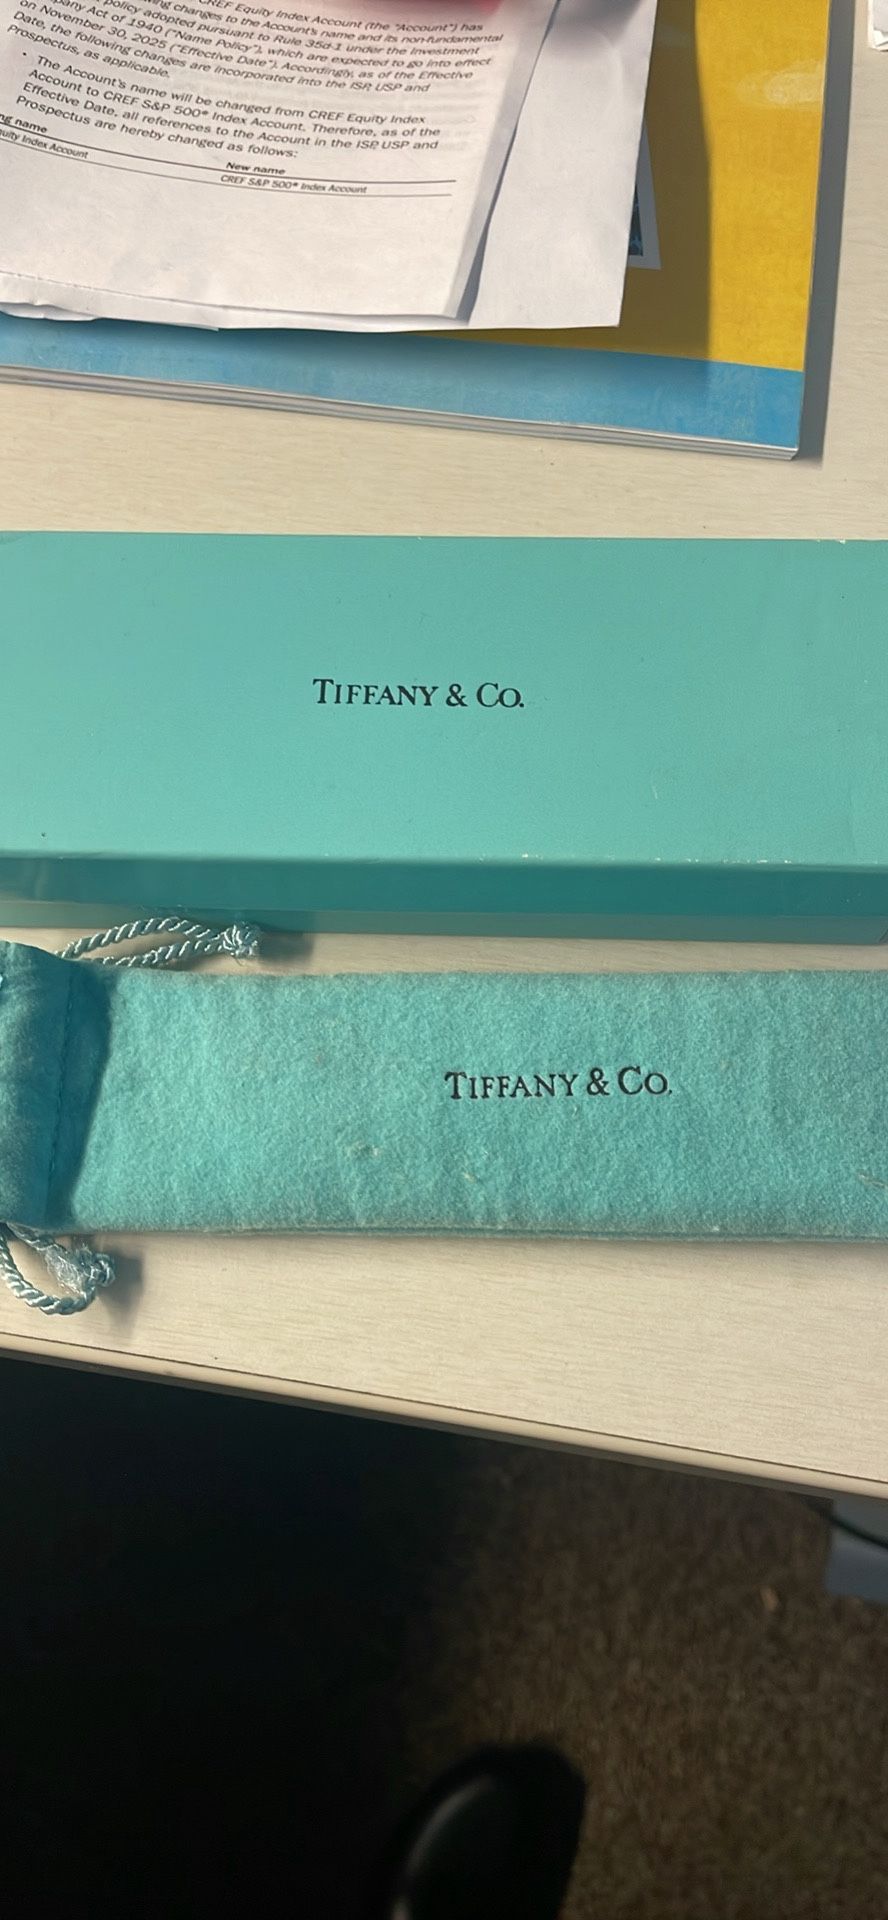 CREF Equity Index Account (the "Account") has
ing changes to the Account's name and its non-fundamental
policy adopted pursuant to Rule 35d-1 under the Investment
pany Act of 1940 ("Name Policy"), which are expected to go into effect
on November 30, 2025 ("Effective Date"). Accordingly, as of the Effective
Date, the following changes are incorporated into the ISP, USP and
Prospectus, as applicable.
• The Account's name will be changed from CREF Equity Index
Account to CREF S&P 500® Index Account. Therefore, as of the
Effective Date, all references to the Account in the ISP, USP and
Prospectus are hereby changed as follows:
ng name New name
uity Index Account CREF S&P 500® Index Account
TIFFANY & CO.
TIFFANY & CO.